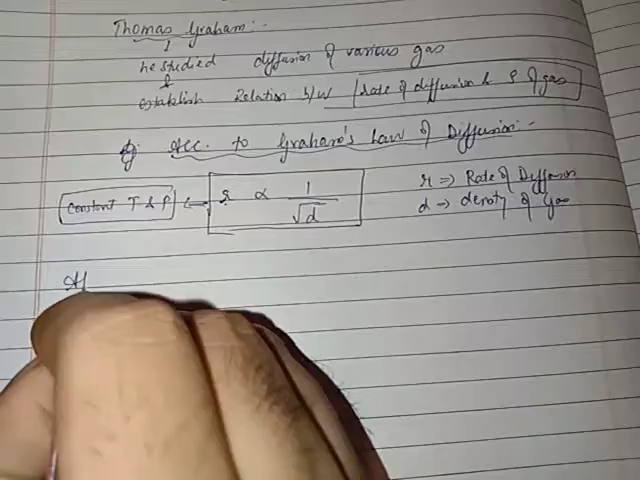 Thomas Graham:-
he studied diffusion of various gas
&
establish Relation b/w rate of diffusion & ρ of gas
Acc. to Graham's Law of Diffusion:-
Constant T & P r ∝ 1/√d r => Rate of Diffusion
d -> denoty of Gas